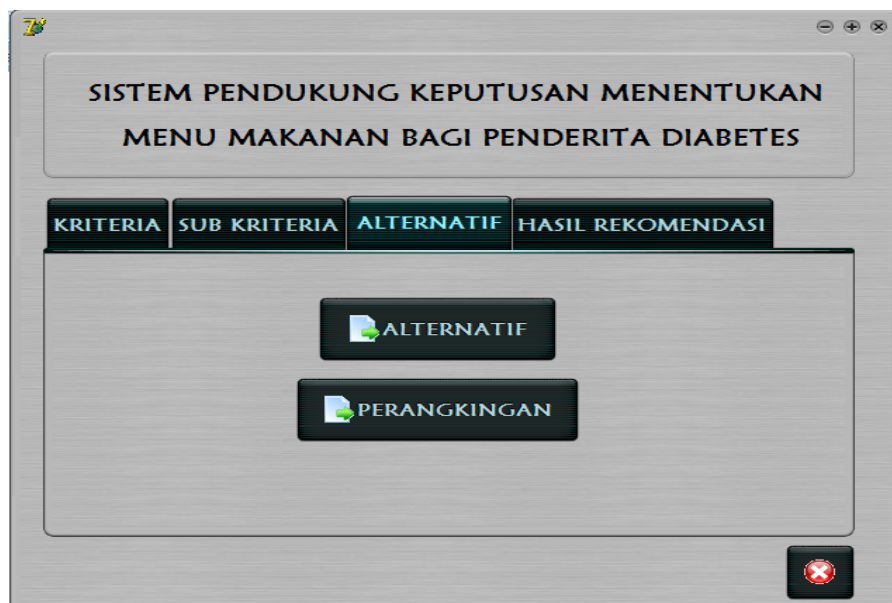 SISTEM PENDUKUNG KEPUTUSAN MENENTUKAN
MENU MAKANAN BAGI PENDERITA DIABETES
KRITERIA SUB KRITERIA ALTERNATIF HASIL REKOMENDASI
ALTERNATIF
PERANGKINGAN